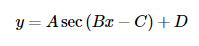 y = A sec (Bx − C) + D